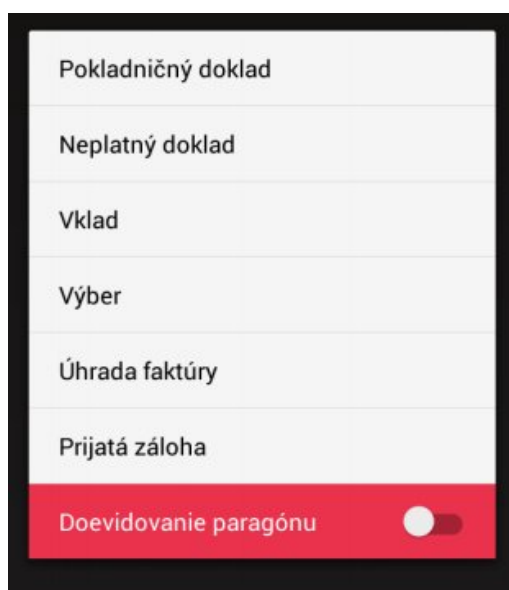 Pokladničný doklad
Neplatný doklad
Vklad
Výber
Úhrada faktúry
Prijatá záloha
Doevidovanie paragónu